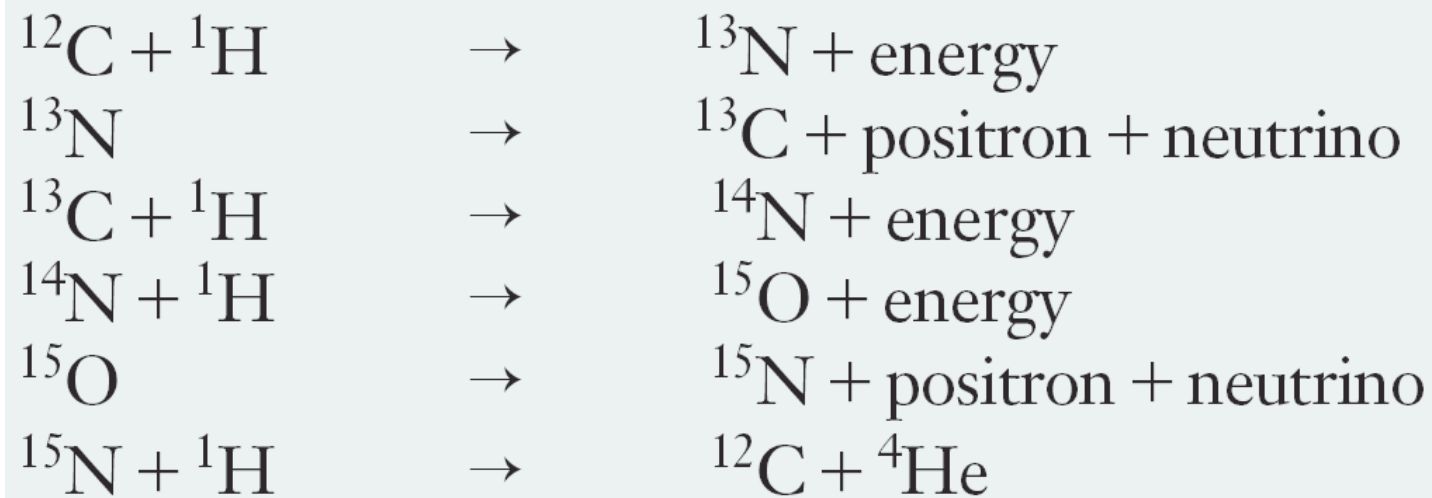 ¹²C + ¹H → ¹³N + energy
¹³N → ¹³C + positron + neutrino
¹³C + ¹H → ¹⁴N + energy
¹⁴N + ¹H → ¹⁵O + energy
¹⁵O → ¹⁵N + positron + neutrino
¹⁵N + ¹H → ¹²C + ⁴He